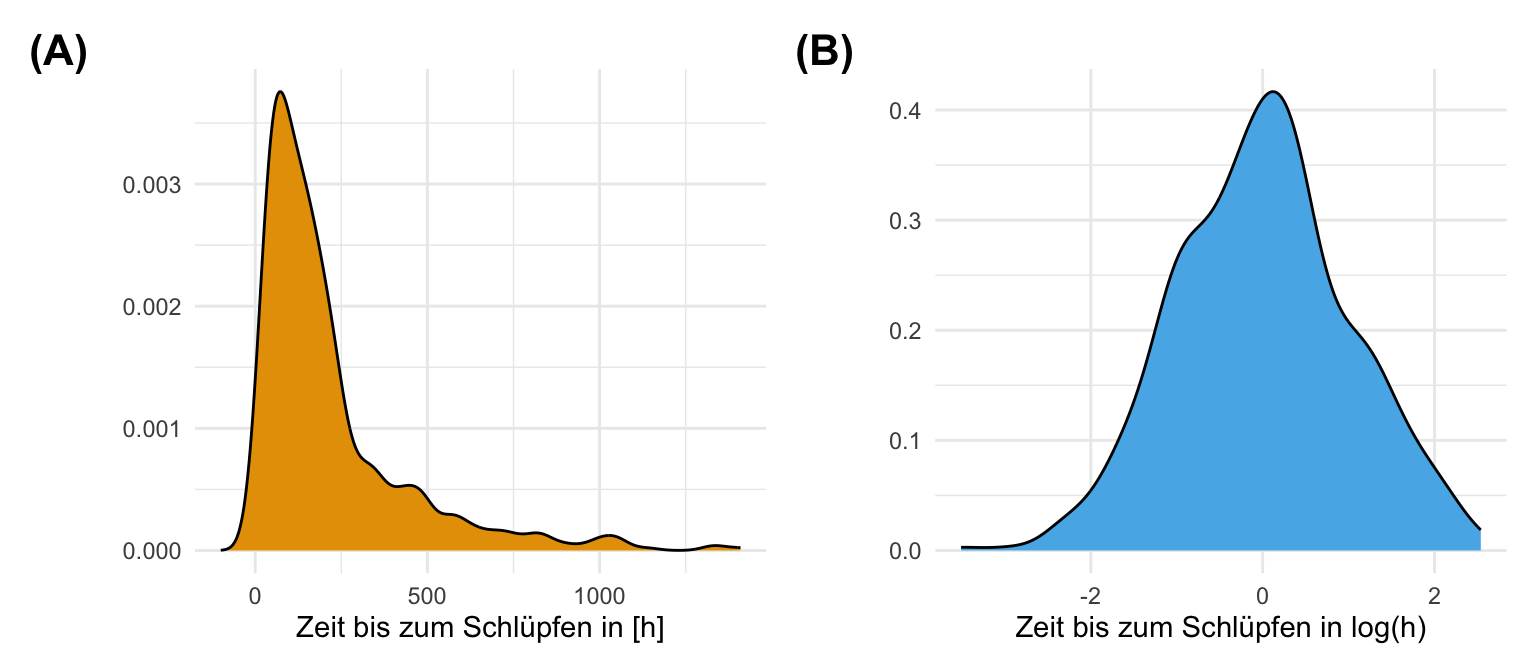 (A)
0.003
0.002
0.001
0.000
0 500 1000
Zeit bis zum Schlüpfen in [h]
(B)
0.4
0.3
0.2
0.1
0.0
-2 0 2
Zeit bis zum Schlüpfen in log(h)